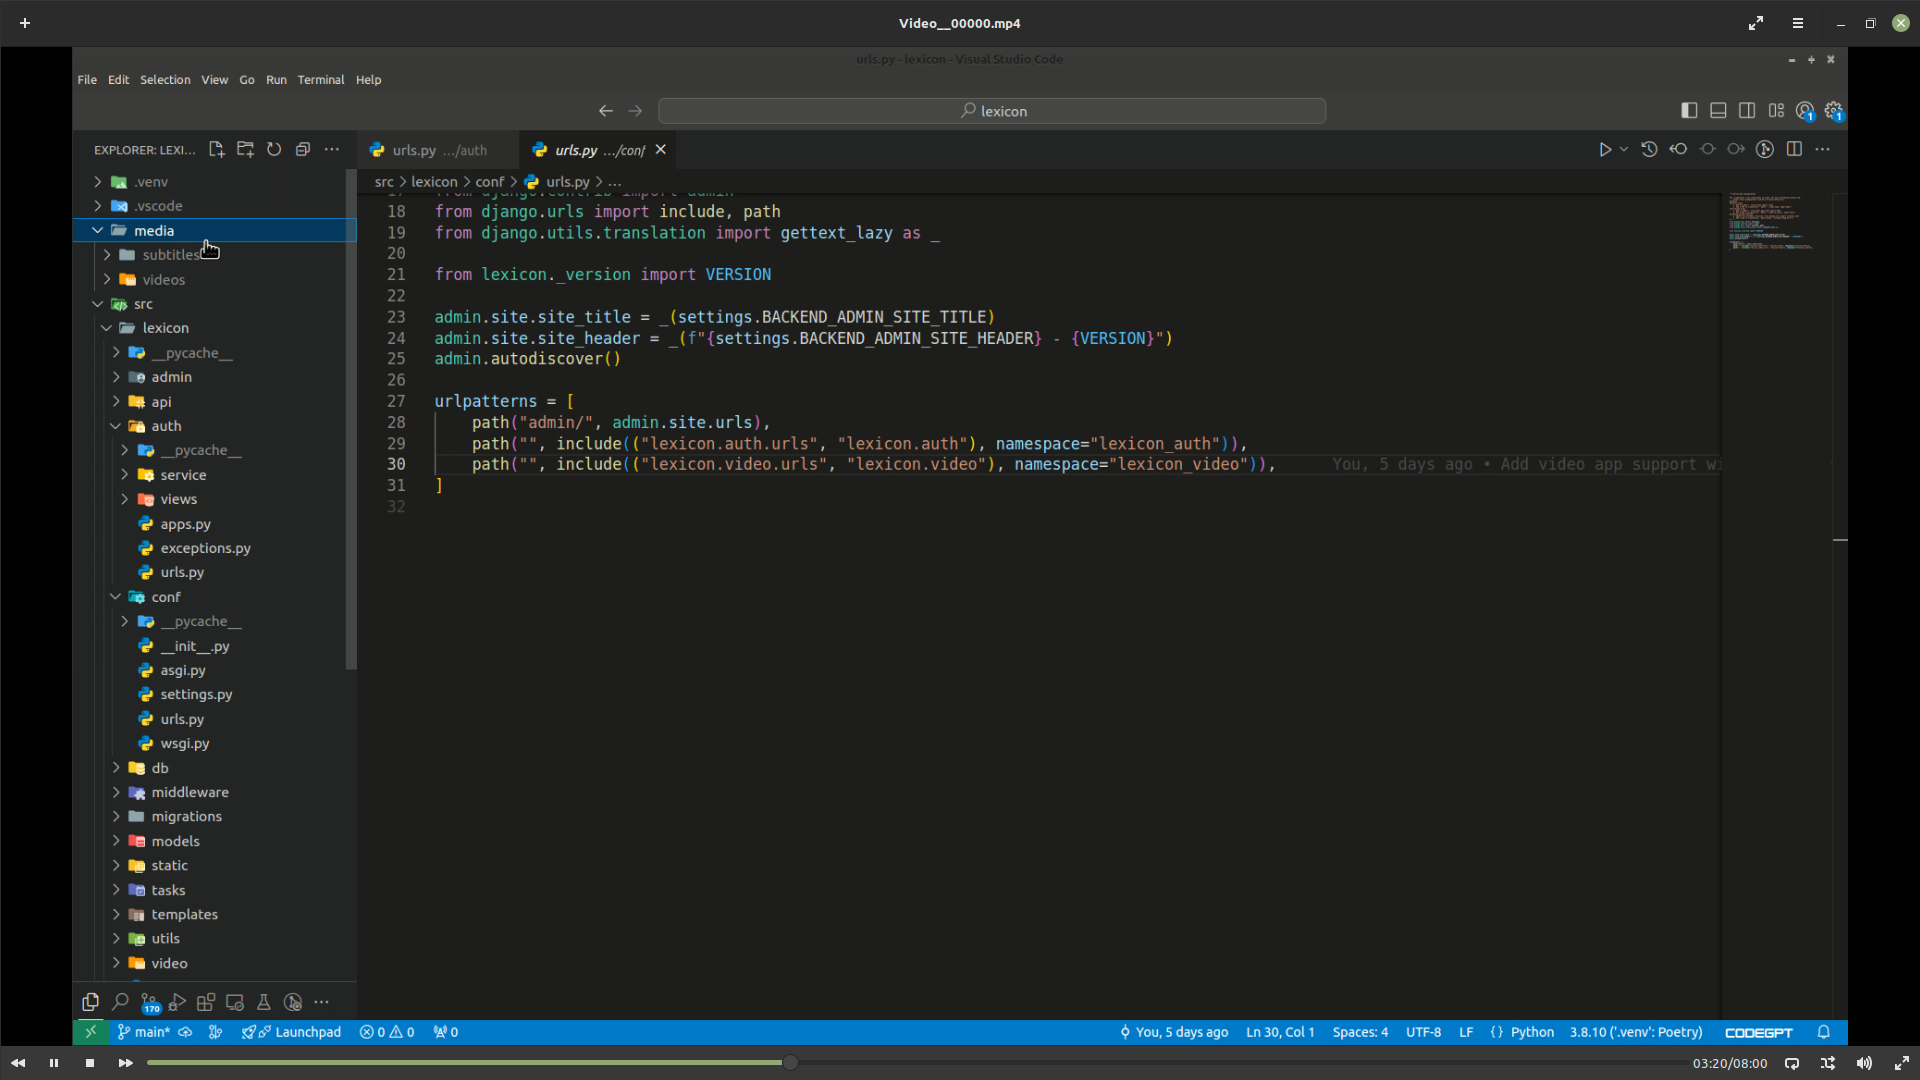 Video__00000.mp4
urls.py - lexicon - Visual Studio Code
File Edit Selection View Go Run Terminal Help
lexicon
1
1
EXPLORER: LEXI...
urls.py .../auth
urls.py .../conf
src > lexicon > conf > urls.py > ...
.venv
.vscode
media
subtitles
videos
src
lexicon
__pycache__
admin
api
auth
__pycache__
service
views
apps.py
exceptions.py
urls.py
conf
__pycache__
__init__.py
asgi.py
settings.py
urls.py
wsgi.py
db
middleware
migrations
models
static
tasks
templates
utils
video
17 from django.contrib import admin
18 from django.urls import include, path
19 from django.utils.translation import gettext_lazy as _
20
21 from lexicon._version import VERSION
22
23 admin.site.site_title = _(settings.BACKEND_ADMIN_SITE_TITLE)
24 admin.site.site_header = _(f"{settings.BACKEND_ADMIN_SITE_HEADER} - {VERSION}")
25 admin.autodiscover()
26
27 urlpatterns = [
28 path("admin/", admin.site.urls),
29 path("", include(("lexicon.auth.urls", "lexicon.auth"), namespace="lexicon_auth")),
30 path("", include(("lexicon.video.urls", "lexicon.video"), namespace="lexicon_video")), You, 5 days ago • Add video app support wi
31 ]
32
170
main* Launchpad 0 0 0 You, 5 days ago Ln 30, Col 1 Spaces: 4 UTF-8 LF {} Python 3.8.10 ('.venv': Poetry) CODEGPT
03:20/08:00